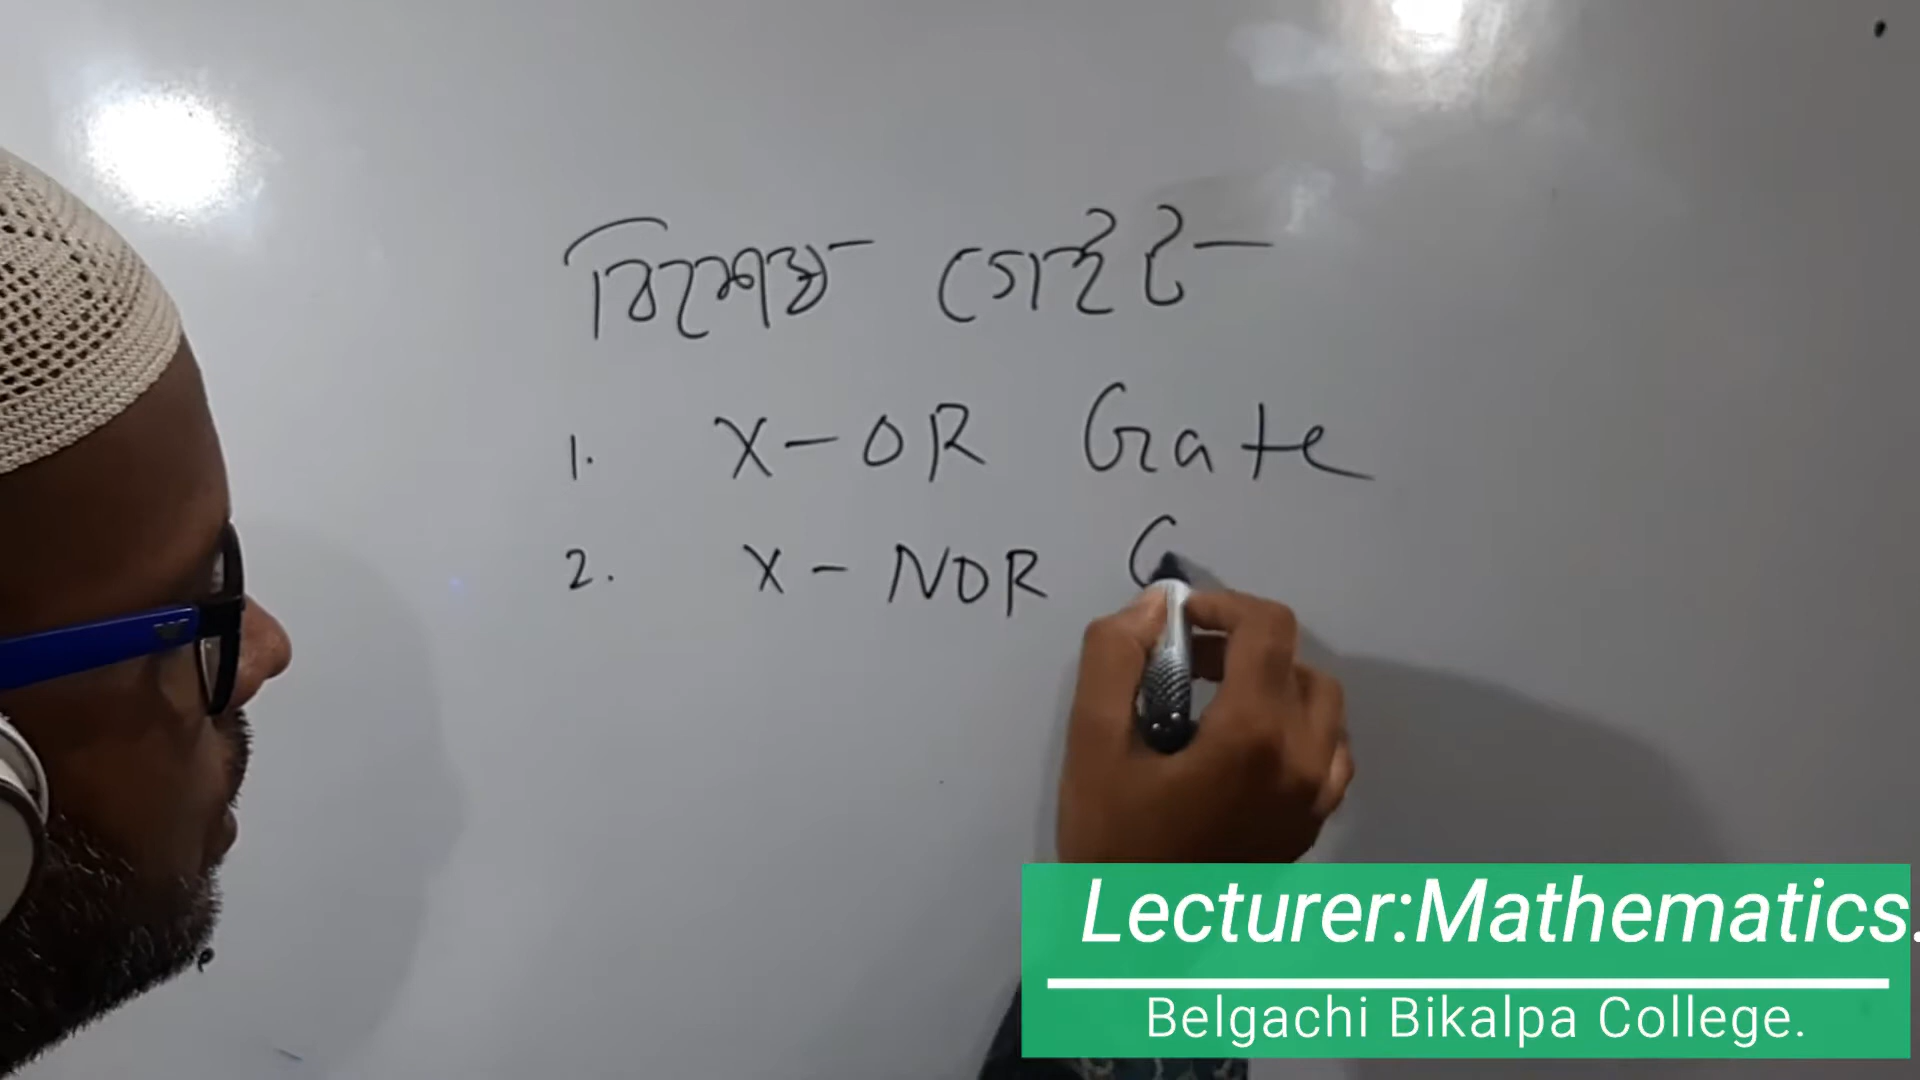 বিশেষ গেইট
1. X-OR Gate
2. X-NOR G
Lecturer:Mathematics.
Belgachi Bikalpa College.